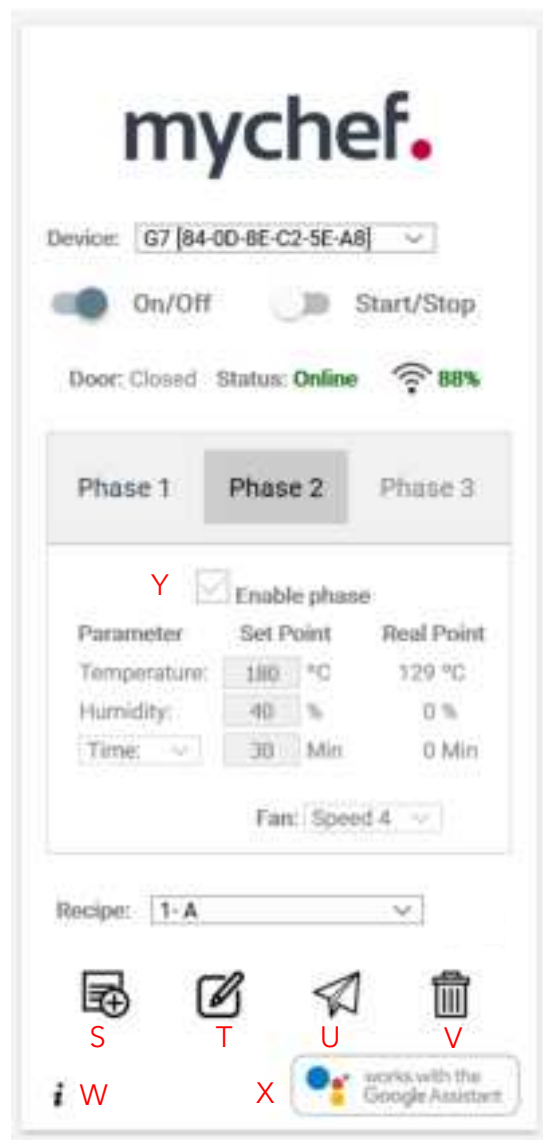 mychef.
Device: G7 [84-0D-8E-C2-5E-A8]
On/Off Start/Stop
Door: Closed Status: Online 88%
Phase 1 Phase 2 Phase 3
Y Enable phase
Parameter Set Point Real Point
Temperature: 180 ºC 129 ºC
Humidity: 40 % 0 %
Time: 30 Min 0 Min
Fan: Speed 4
Recipe: 1- A
S T U V
i W X works with the
Google Assistant